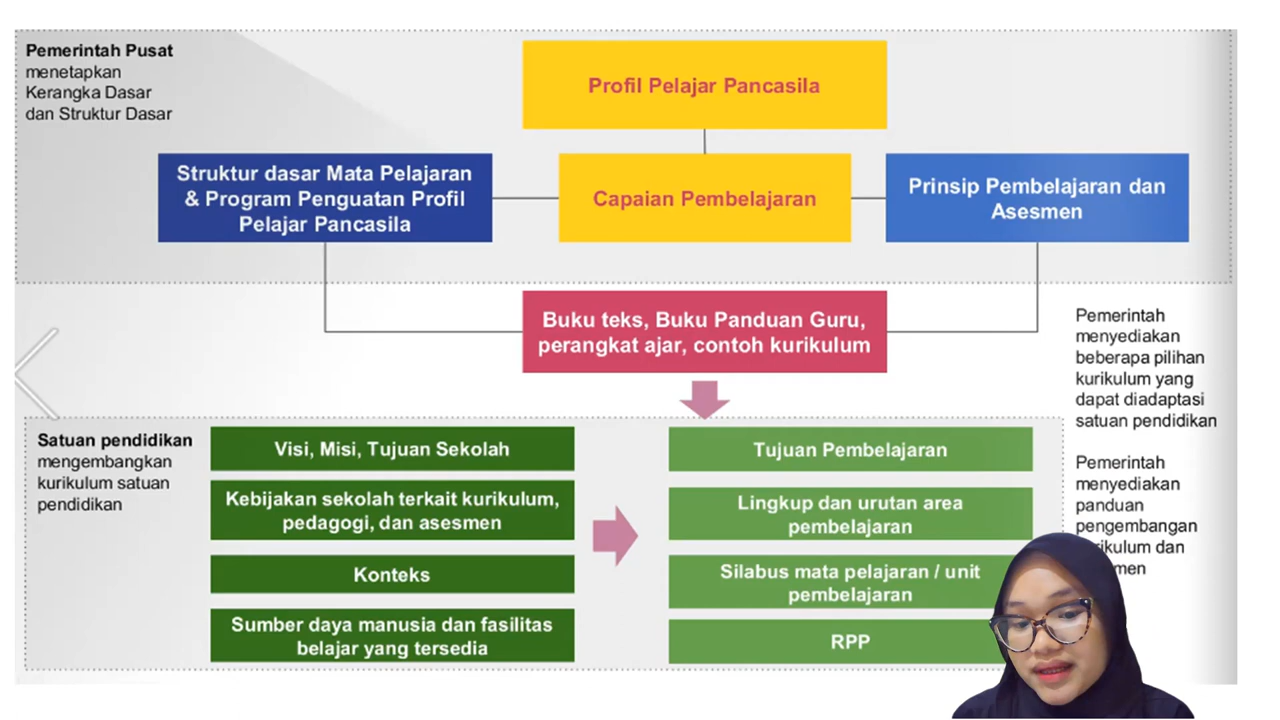 Pemerintah Pusat
menetapkan
Kerangka Dasar
dan Struktur Dasar
Profil Pelajar Pancasila
Struktur dasar Mata Pelajaran
& Program Penguatan Profil
Pelajar Pancasila
Capaian Pembelajaran
Prinsip Pembelajaran dan
Asesmen
Buku teks, Buku Panduan Guru,
perangkat ajar, contoh kurikulum
Pemerintah
menyediakan
beberapa pilihan
kurikulum yang
dapat diadaptasi
satuan pendidikan
Pemerintah
menyediakan
panduan
pengembangan
dan
Satuan pendidikan
mengembangkan
kurikulum satuan
pendidikan
Visi, Misi, Tujuan Sekolah
Kebijakan sekolah terkait kurikulum,
pedagogi, dan asesmen
Konteks
Sumber daya manusia dan fasilitas
belajar yang tersedia
Tujuan Pembelajaran
Lingkup dan urutan area
pembelajaran
Silabus mata pelajaran / unit
pembelajaran
RPP